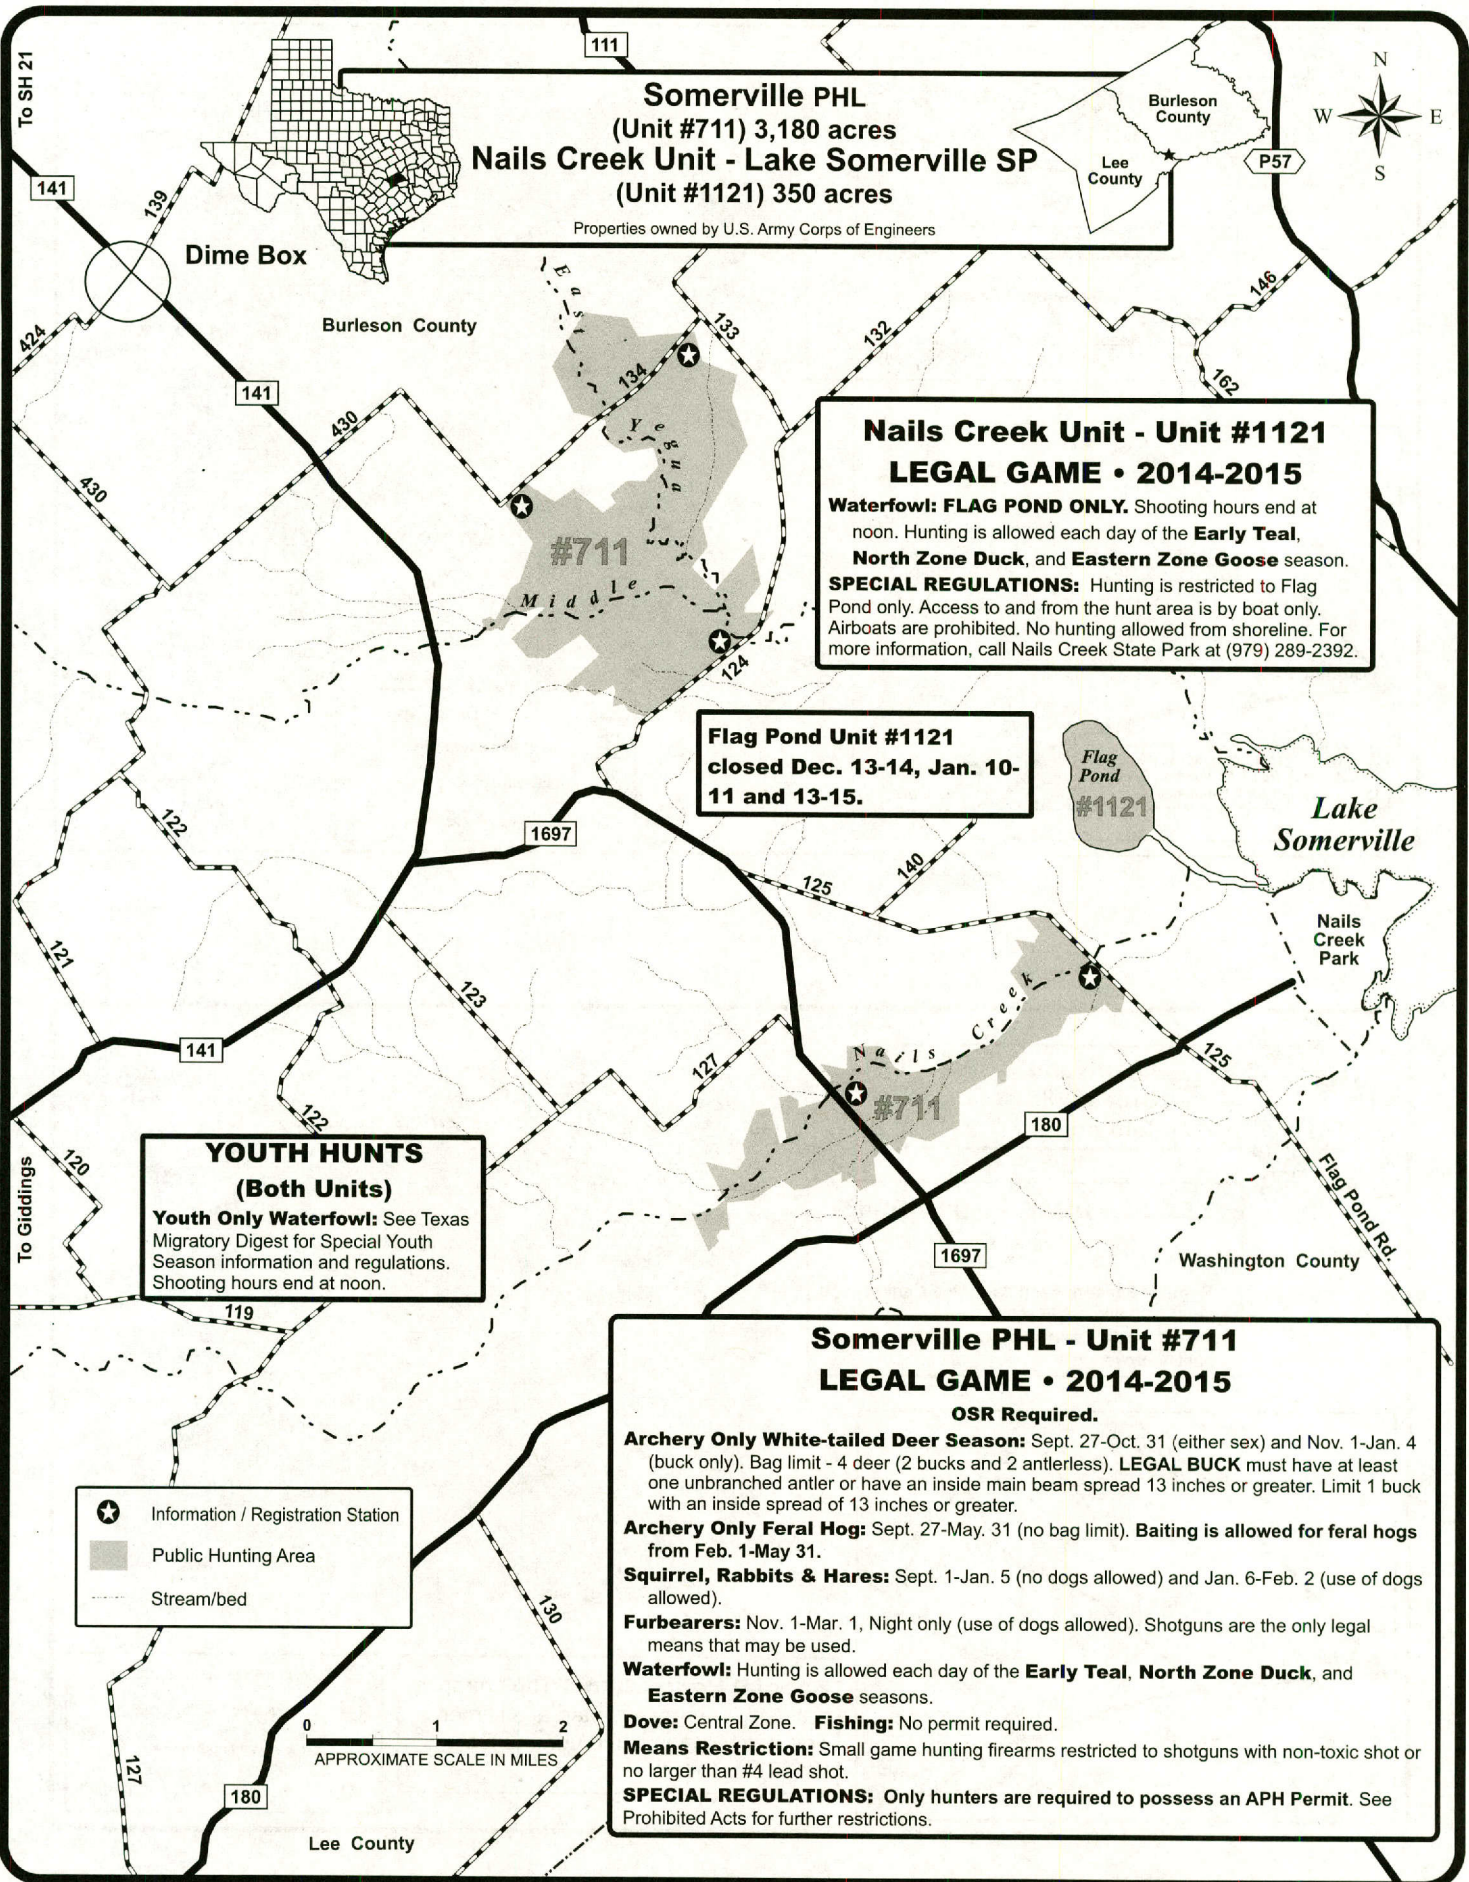 To SH 21
111
Somerville PHL
(Unit #711) 3,180 acres
Nails Creek Unit - Lake Somerville SP
(Unit #1121) 350 acres
Properties owned by U.S. Army Corps of Engineers
Burleson
County
Lee
County
P57
N
W
E
S
141
139
Dime Box
Burleson County
424
141
430
430
East
Yegua
133
134
132
146
162
#711
Middle
124
Nails Creek Unit - Unit #1121
LEGAL GAME • 2014-2015
Waterfowl: FLAG POND ONLY. Shooting hours end at
noon. Hunting is allowed each day of the Early Teal,
North Zone Duck, and Eastern Zone Goose season.
SPECIAL REGULATIONS: Hunting is restricted to Flag
Pond only. Access to and from the hunt area is by boat only.
Airboats are prohibited. No hunting allowed from shoreline. For
more information, call Nails Creek State Park at (979) 289-2392.
Flag Pond Unit #1121
closed Dec. 13-14, Jan. 10-
11 and 13-15.
Flag
Pond
#1121
Lake
Somerville
Nails
Creek
Park
122
1697
140
125
121
123
141
127
Nails Creek
#711
125
180
122
120
To Giddings
YOUTH HUNTS
(Both Units)
Youth Only Waterfowl: See Texas
Migratory Digest for Special Youth
Season information and regulations.
Shooting hours end at noon.
119
Flag Pond Rd.
1697
Washington County
Somerville PHL - Unit #711
LEGAL GAME • 2014-2015
OSR Required.
Archery Only White-tailed Deer Season: Sept. 27-Oct. 31 (either sex) and Nov. 1-Jan. 4
(buck only). Bag limit - 4 deer (2 bucks and 2 antlerless). LEGAL BUCK must have at least
one unbranched antler or have an inside main beam spread 13 inches or greater. Limit 1 buck
with an inside spread of 13 inches or greater.
Archery Only Feral Hog: Sept. 27-May. 31 (no bag limit). Baiting is allowed for feral hogs
from Feb. 1-May 31.
Squirrel, Rabbits & Hares: Sept. 1-Jan. 5 (no dogs allowed) and Jan. 6-Feb. 2 (use of dogs
allowed).
Furbearers: Nov. 1-Mar. 1, Night only (use of dogs allowed). Shotguns are the only legal
means that may be used.
Waterfowl: Hunting is allowed each day of the Early Teal, North Zone Duck, and
Eastern Zone Goose seasons.
Dove: Central Zone. Fishing: No permit required.
Means Restriction: Small game hunting firearms restricted to shotguns with non-toxic shot or
no larger than #4 lead shot.
SPECIAL REGULATIONS: Only hunters are required to possess an APH Permit. See
Prohibited Acts for further restrictions.
Information / Registration Station
Public Hunting Area
Stream/bed
130
0 1 2
APPROXIMATE SCALE IN MILES
127
180
Lee County